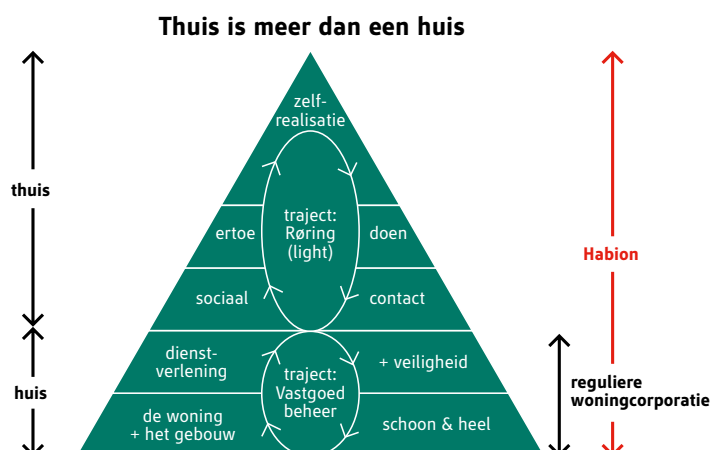 Thuis is meer dan een huis
zelf-
realisatie
thuis
ertoe
traject:
Røring
(light)
doen
Habion
sociaal
contact
dienst-
verlening
+ veiligheid
huis
traject:
Vastgoed
beheer
reguliere
woningcorporatie
de woning
+ het gebouw
schoon & heel